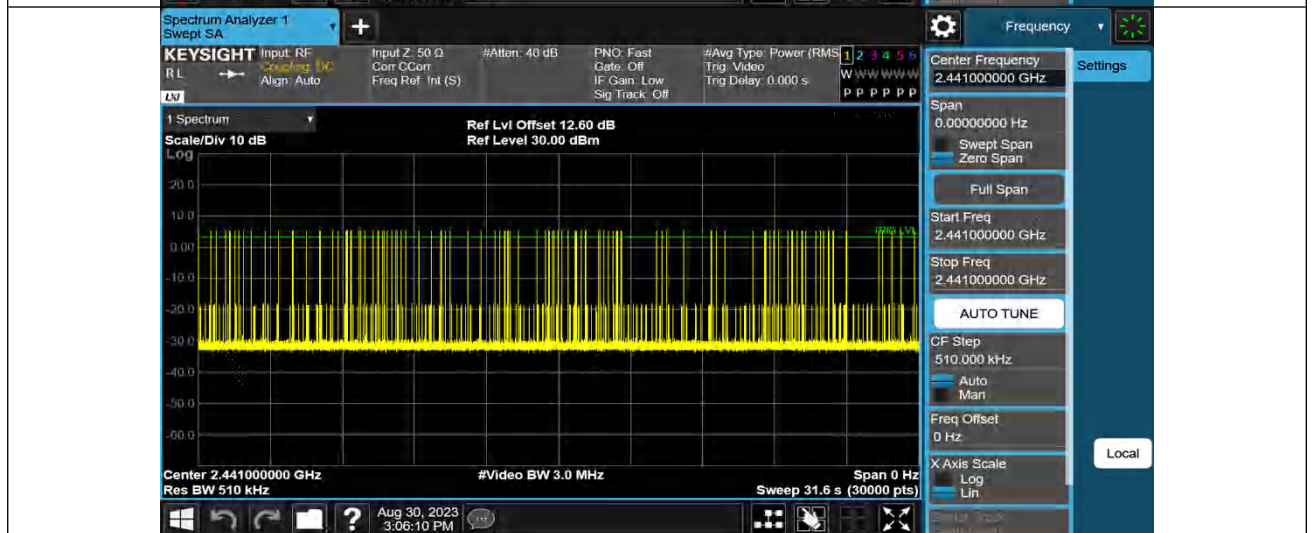 Spectrum Analyzer 1
Swept SA
+
Frequency
KEYSIGHT
RL
LXI
Input: RF
Coupling: DC
Align: Auto
Input Z: 50 Ω
Corr CCorr
Freq Ref: Int (S)
#Atten: 40 dB
PNO: Fast
Gate: Off
IF Gain: Low
Sig Track: Off
#Avg Type: Power (RMS
Trig: Video
Trig Delay: 0.000 s
1 2 3 4 5 6
W W W W W W
P P P P P P
Center Frequency
2.441000000 GHz
Settings
Span
0.00000000 Hz
Swept Span
Zero Span
Full Span
Start Freq
2.441000000 GHz
Stop Freq
2.441000000 GHz
AUTO TUNE
CF Step
510.000 kHz
Auto
Man
Freq Offset
0 Hz
X Axis Scale
Log
Lin
Local
1 Spectrum
Scale/Div 10 dB
Ref Lvl Offset 12.60 dB
Ref Level 30.00 dBm
Log
20.0
10.0
0.00
-10.0
-20.0
-30.0
-40.0
-50.0
-60.0
TRIG LVL
Center 2.441000000 GHz
#Video BW 3.0 MHz
Span 0 Hz
Res BW 510 kHz
Sweep 31.6 s (30000 pts)
?
Aug 30, 2023
3:06:10 PM